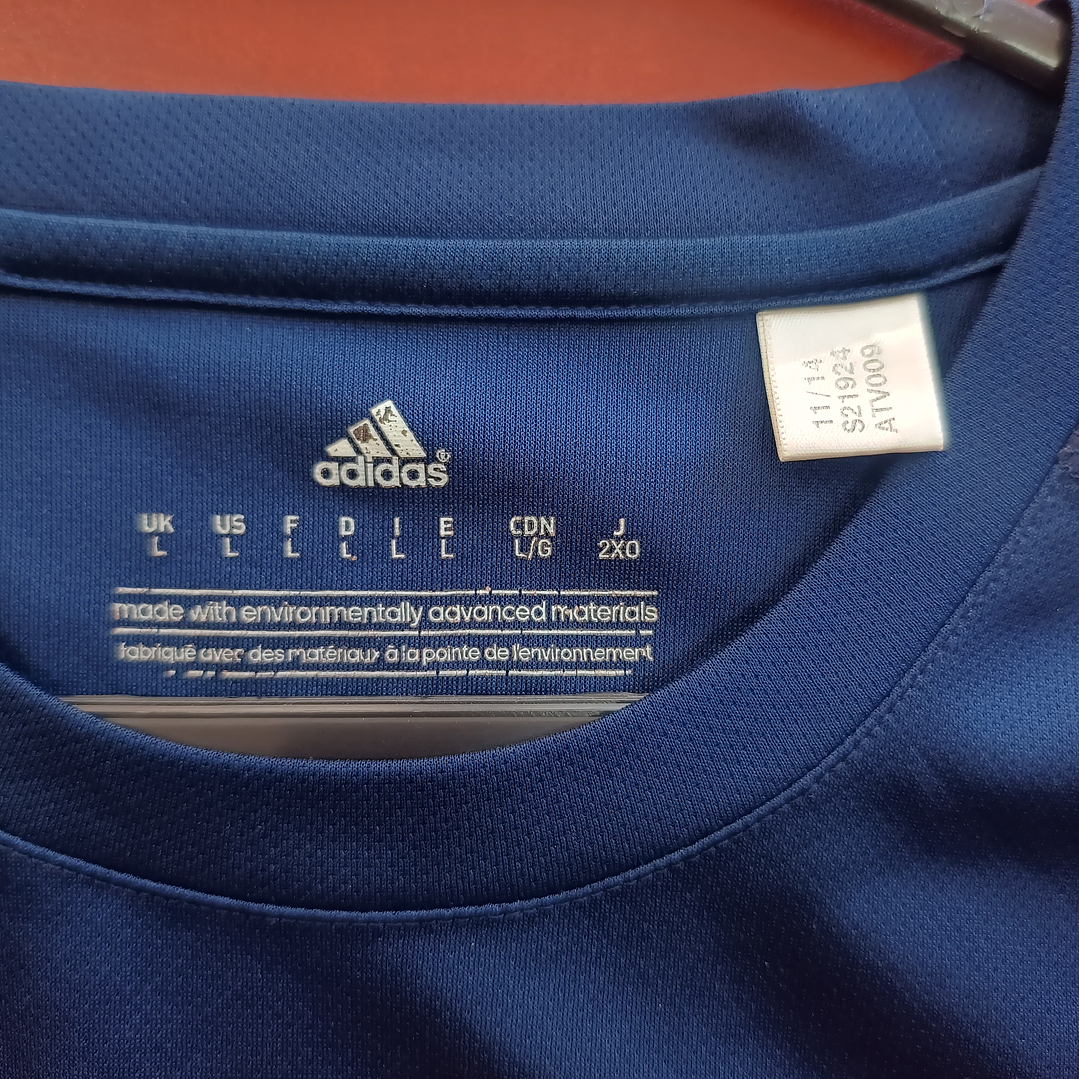 adidas®
UK US F D I E CDN J
L L L L L L L/G 2XO
made with environmentally advanced materials
fabriqué avec des matériaux à la pointe de l'environnement
11/14
S21924
ATV009